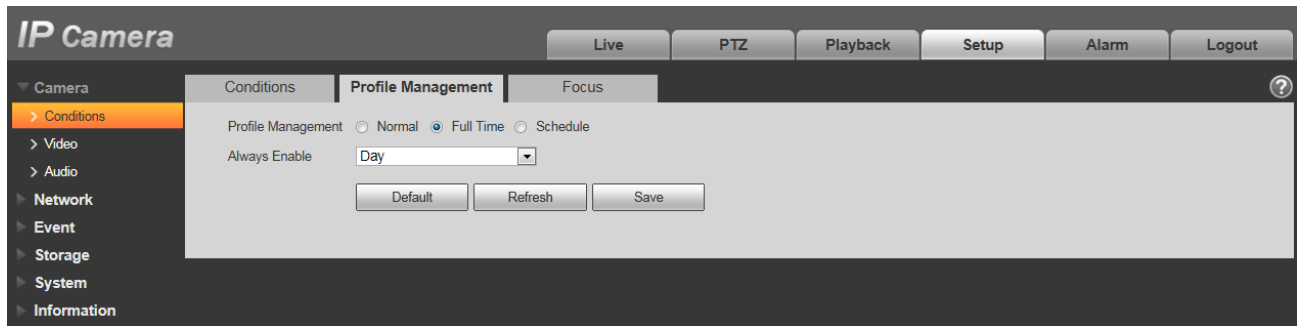 IP Camera
Live PTZ Playback Setup Alarm Logout
Camera
Conditions Profile Management Focus
?
Conditions
Profile Management Normal Full Time Schedule
Video
Always Enable Day
Audio
Network
Default Refresh Save
Event
Storage
System
Information